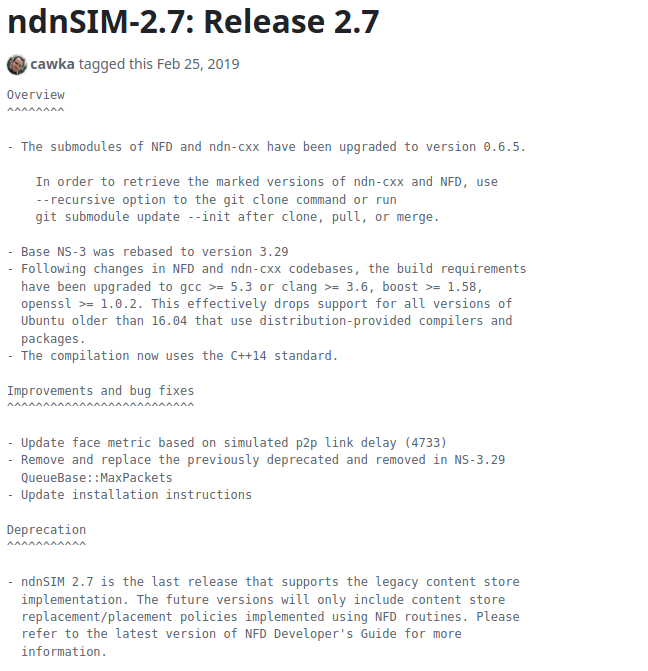 ndnSIM-2.7: Release 2.7
cawka tagged this Feb 25, 2019
Overview
^^^^^^^^
- The submodules of NFD and ndn-cxx have been upgraded to version 0.6.5.
In order to retrieve the marked versions of ndn-cxx and NFD, use
--recursive option to the git clone command or run
git submodule update --init after clone, pull, or merge.
- Base NS-3 was rebased to version 3.29
- Following changes in NFD and ndn-cxx codebases, the build requirements
have been upgraded to gcc >= 5.3 or clang >= 3.6, boost >= 1.58,
openssl >= 1.0.2. This effectively drops support for all versions of
Ubuntu older than 16.04 that use distribution-provided compilers and
packages.
- The compilation now uses the C++14 standard.
Improvements and bug fixes
^^^^^^^^^^^^^^^^^^^^^^^^^^
- Update face metric based on simulated p2p link delay (4733)
- Remove and replace the previously deprecated and removed in NS-3.29
QueueBase::MaxPackets
- Update installation instructions
Deprecation
^^^^^^^^^^^
- ndnSIM 2.7 is the last release that supports the legacy content store
implementation. The future versions will only include content store
replacement/placement policies implemented using NFD routines. Please
refer to the latest version of NFD Developer's Guide for more
information.